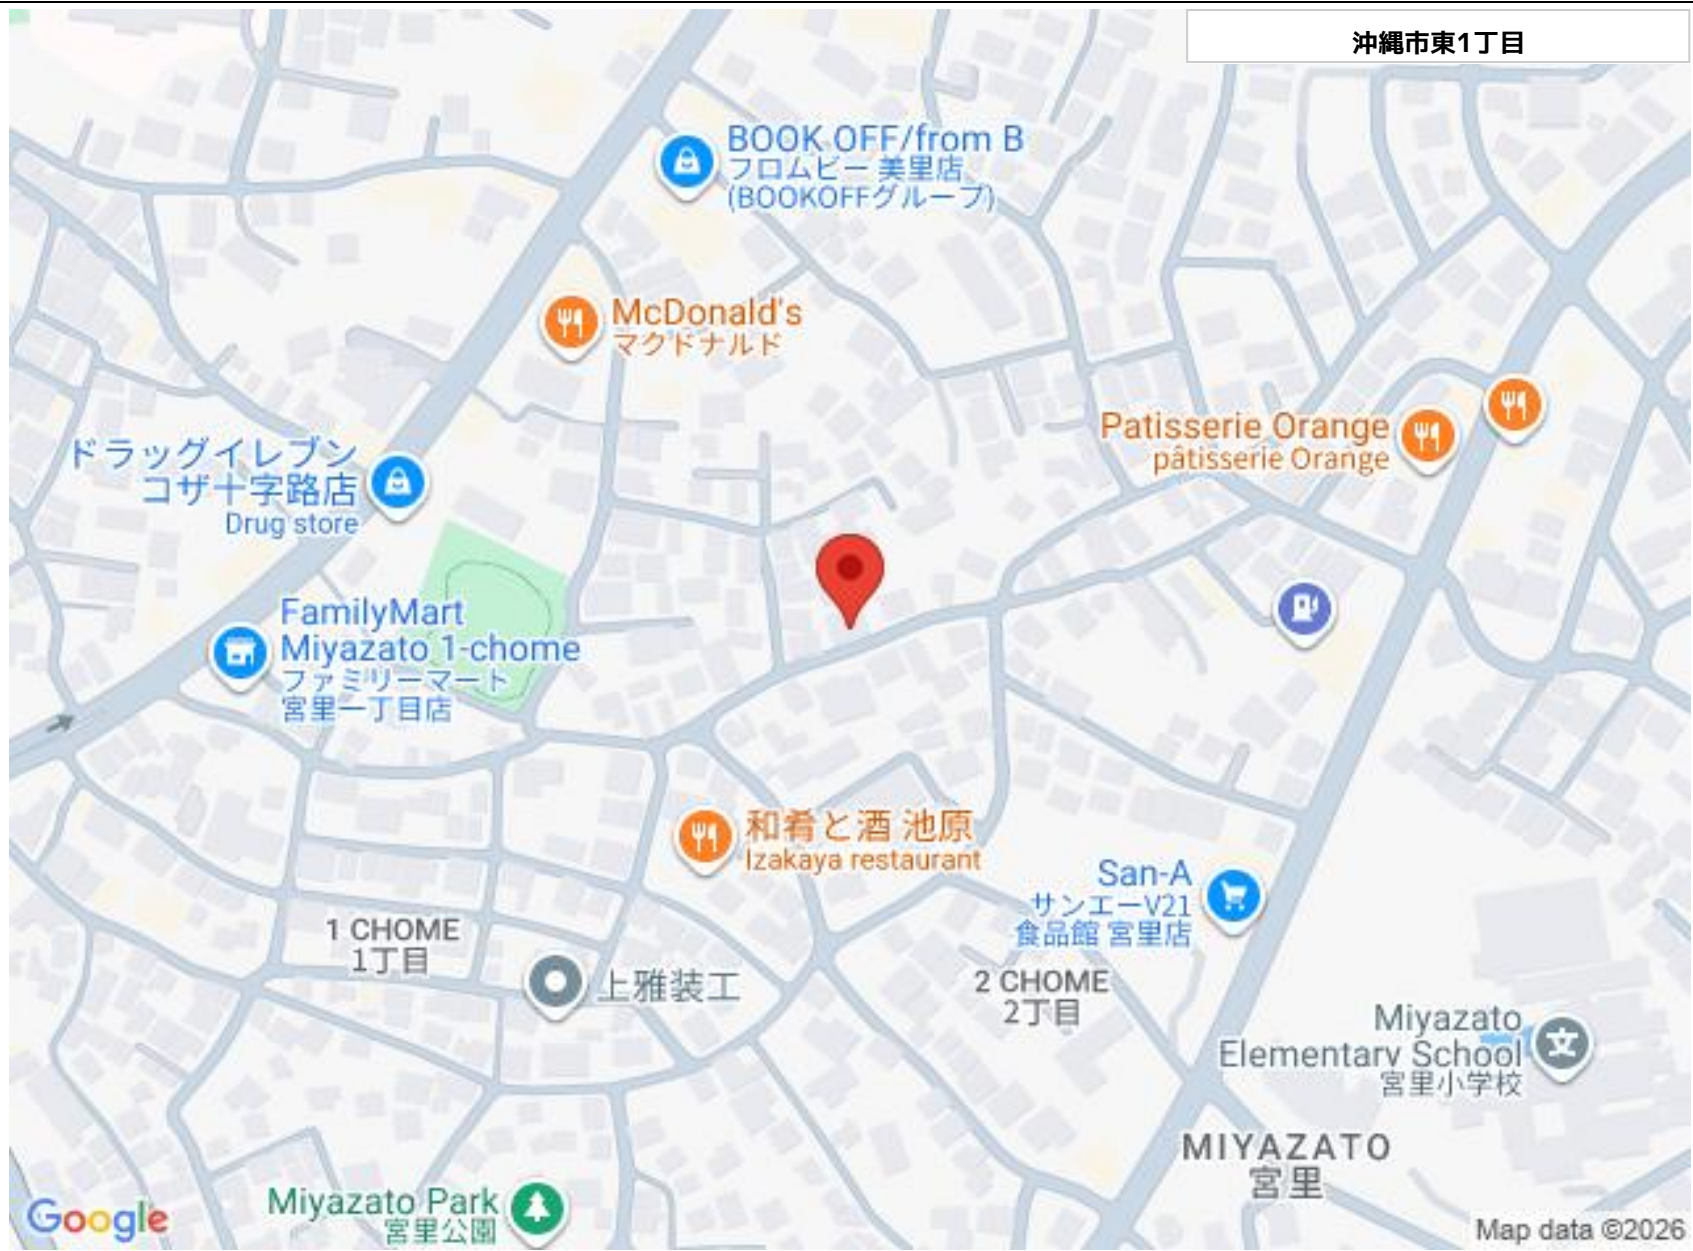 沖縄市東1丁目
BOOK OFF/from B
フロムビー 美里店
(BOOKOFFグループ)
McDonald's
マクドナルド
Patisserie Orange
pâtisserie Orange
ドラッグイレブン
コザ十字路店
Drug store
FamilyMart
Miyazato 1-chome
ファミリーマート
宮里一丁目店
和肴と酒 池原
Izakaya restaurant
San-A
サンエーV21
食品館 宮里店
1 CHOME
1丁目
上雅装工
2 CHOME
2丁目
Miyazato
Elementary School
宮里小学校
文
MIYAZATO
宮里
Miyazato Park
宮里公園
Google
Map data ©2026